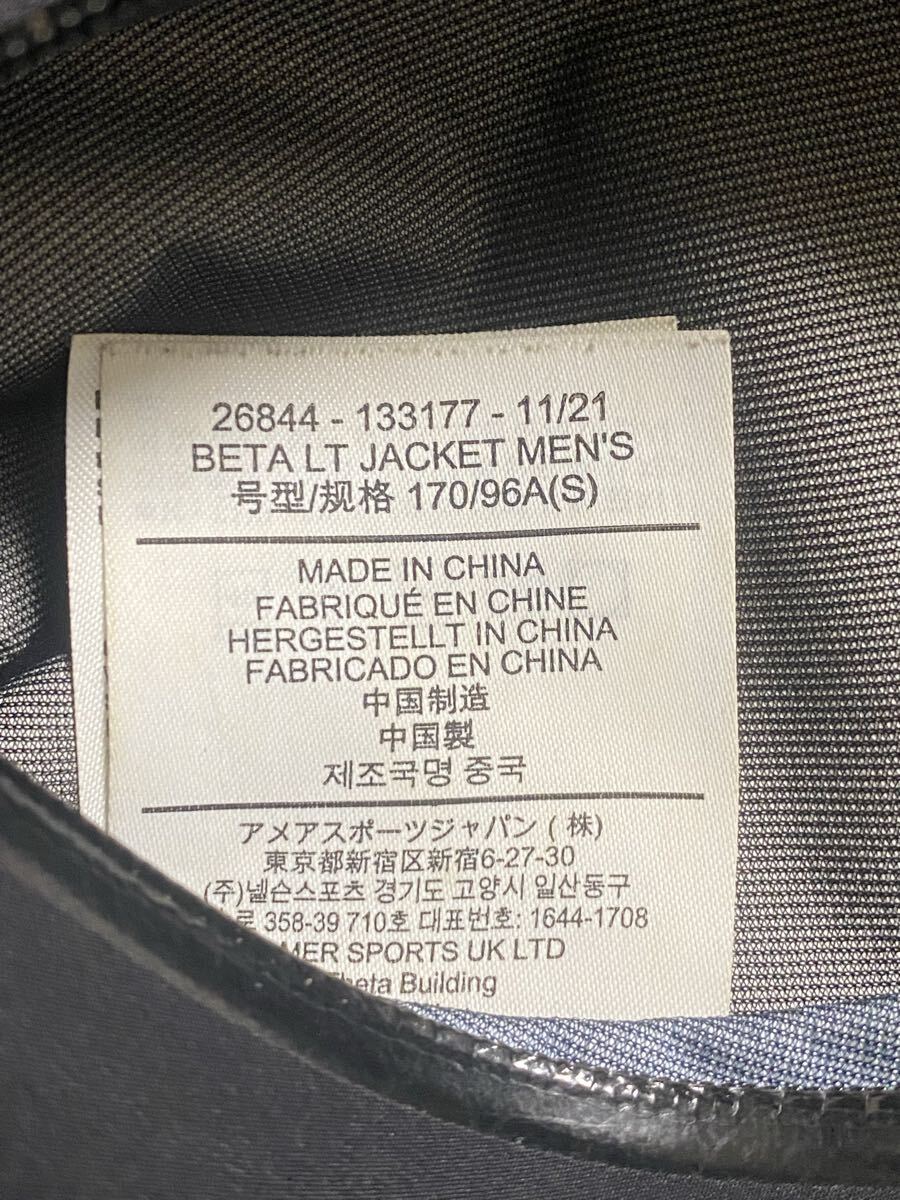 26844 - 133177 - 11/21
BETA LT JACKET MEN'S
号型/规格 170/96A(S)
MADE IN CHINA
FABRIQUÉ EN CHINE
HERGESTELLT IN CHINA
FABRICADO EN CHINA
中国制造
中国製
제조국명 중국
アメアスポーツジャパン ( 株)
東京都新宿区新宿6-27-30
(주)넬슨스포츠 경기도 고양시 일산동구
로 358-39 710호 대표번호: 1644-1708
MER SPORTS UK LTD
Theta Building